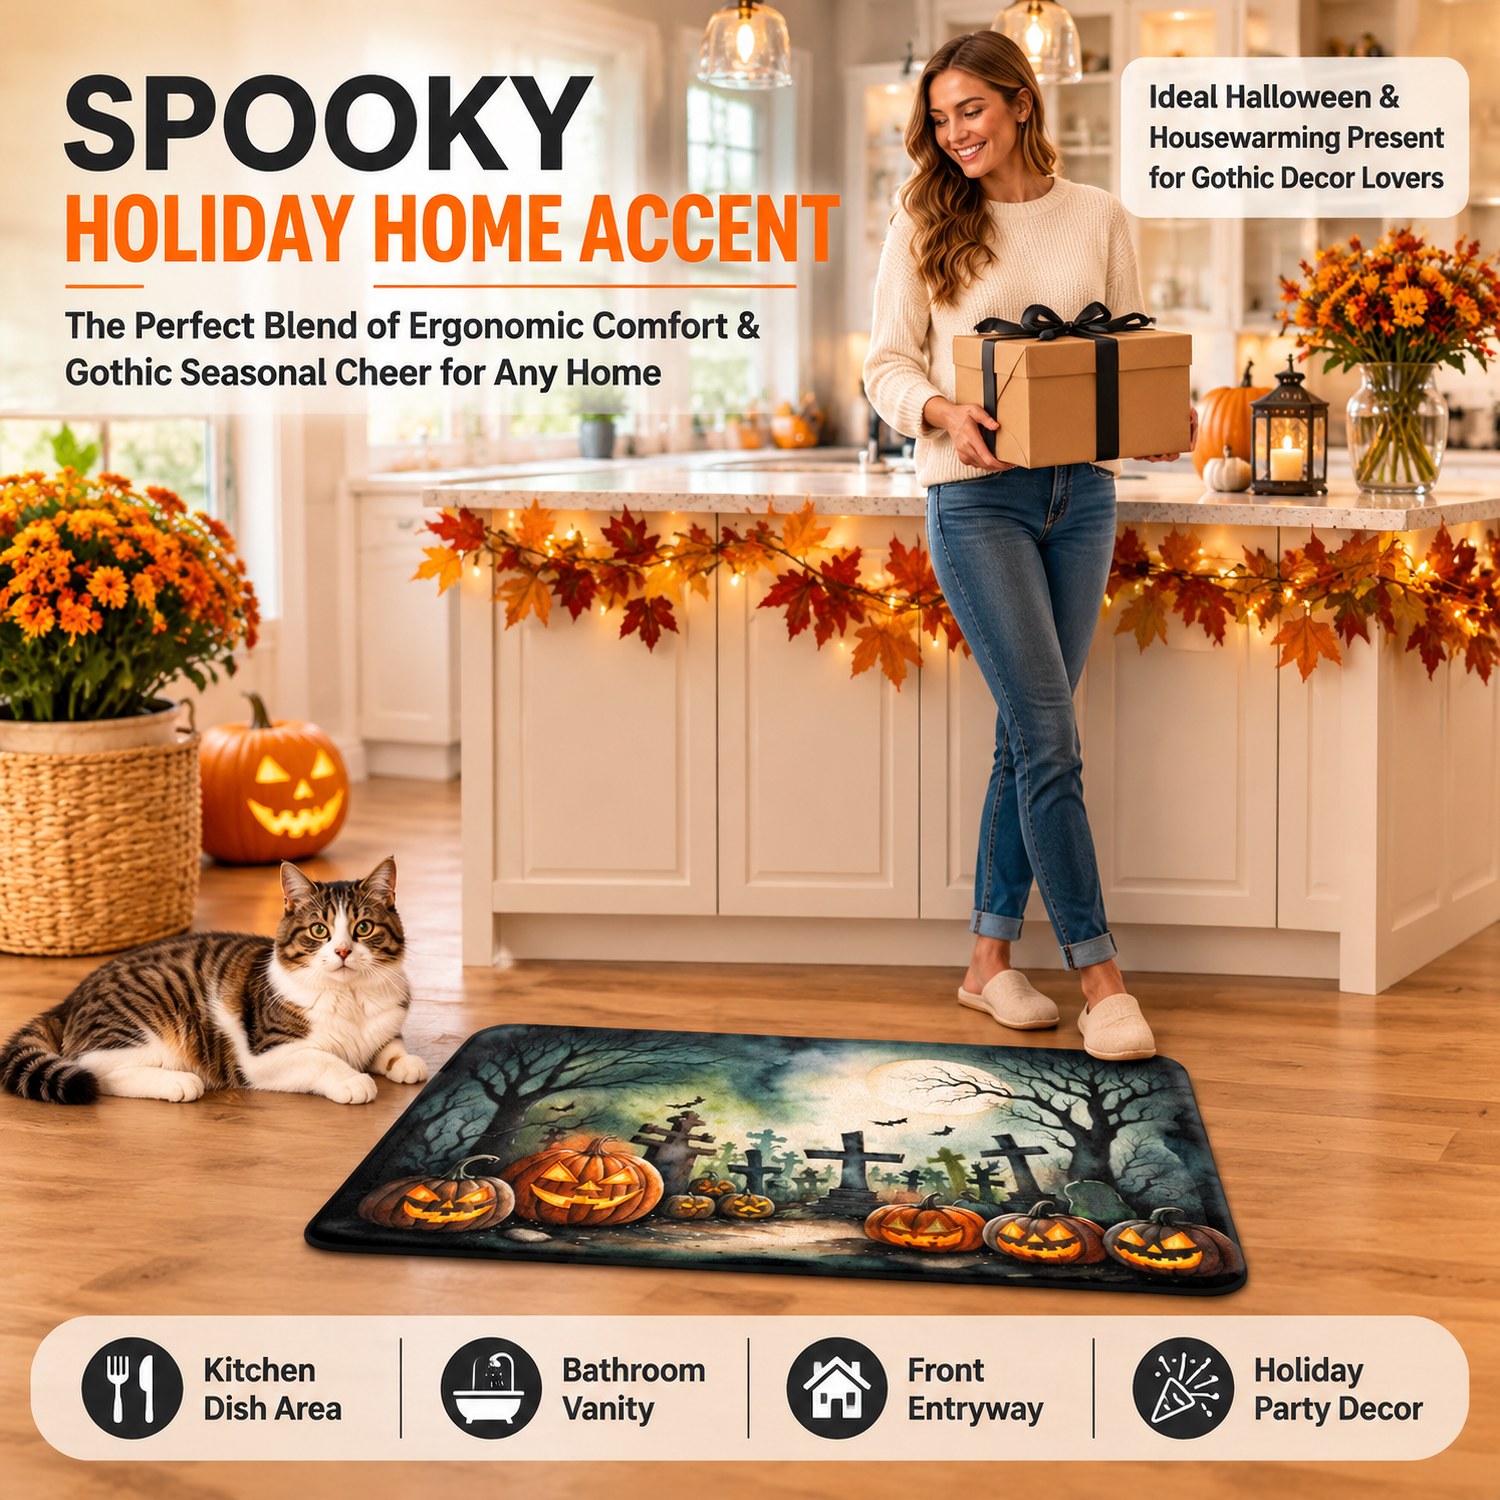 SPOOKY
HOLIDAY HOME ACCENT
The Perfect Blend of Ergonomic Comfort &
Gothic Seasonal Cheer for Any Home
Ideal Halloween &
Housewarming Present
for Gothic Decor Lovers
Kitchen
Dish Area
Bathroom
Vanity
Front
Entryway
Holiday
Party Decor